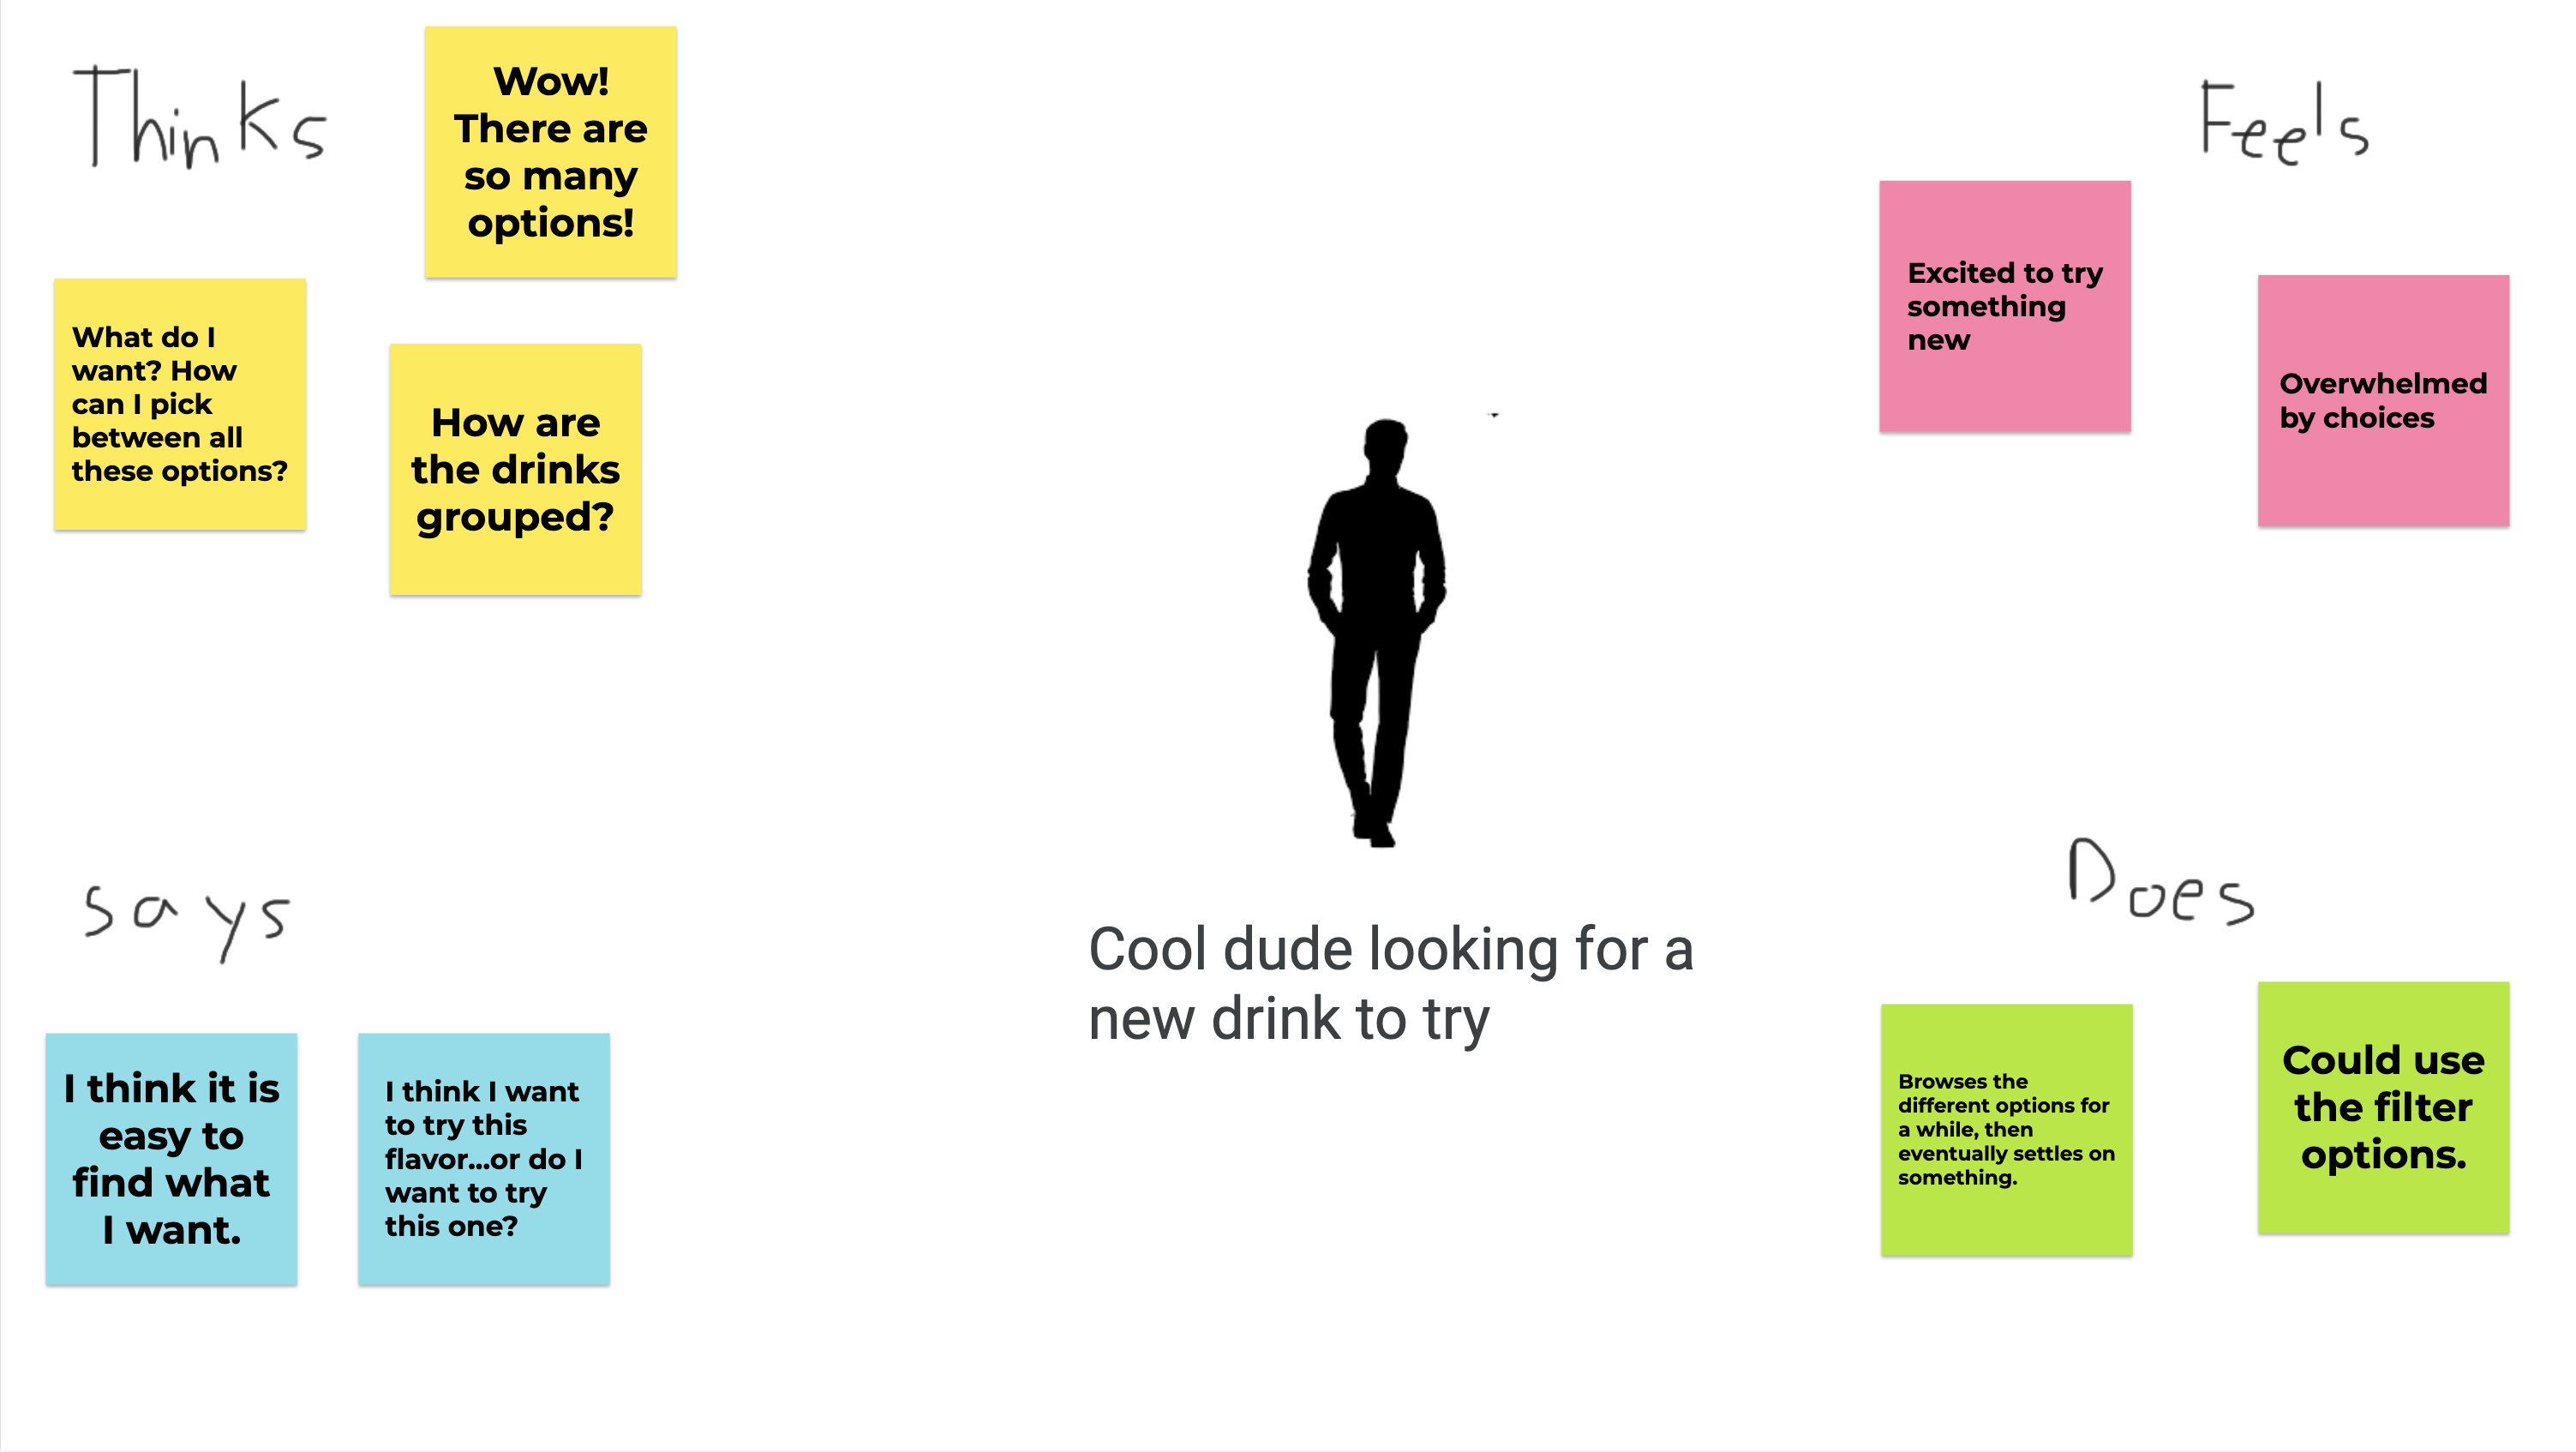 Thinks
Wow!
There are
so many
options!
What do I
want? How
can I pick
between all
these options?
How are
the drinks
grouped?
Feels
Excited to try
something
new
Overwhelmed
by choices
says
I think it is
easy to
find what
I want.
I think I want
to try this
flavor...or do I
want to try
this one?
Cool dude looking for a
new drink to try
Does
Browses the
different options for
a while, then
eventually settles on
something.
Could use
the filter
options.